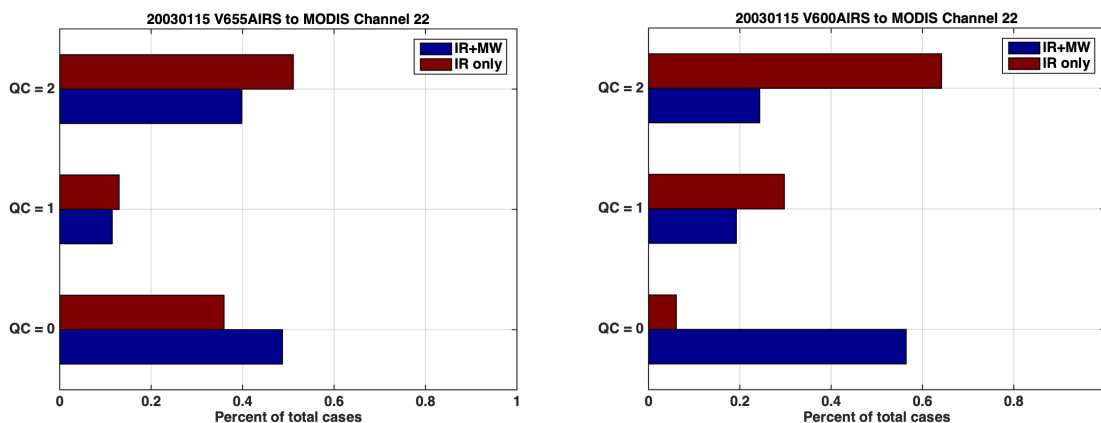 20030115 V655AIRS to MODIS Channel 22
IR+MW
IR only
QC = 2
QC = 1
QC = 0
0 0.2 0.4 0.6 0.8 1
Percent of total cases
20030115 V600AIRS to MODIS Channel 22
IR+MW
IR only
QC = 2
QC = 1
QC = 0
0 0.2 0.4 0.6 0.8
Percent of total cases